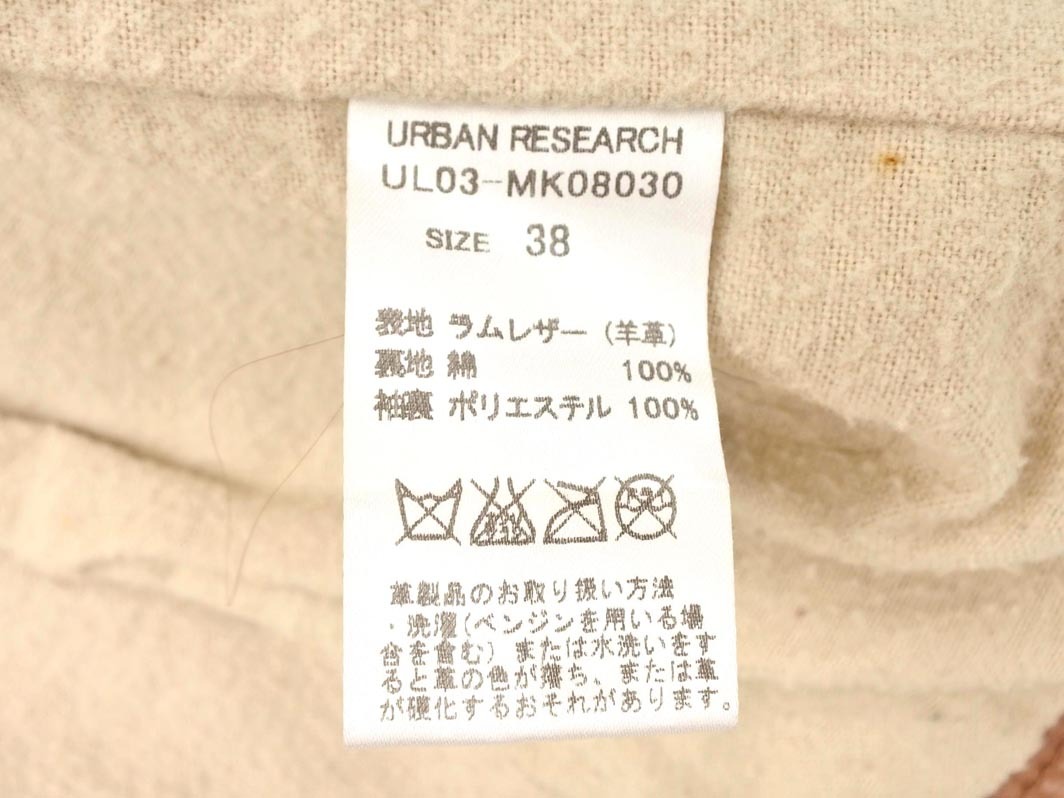 URBAN RESEARCH
UL03-MK08030
SIZE 38
表地 ラムレザー (羊革)
裏地 綿 100%
袖裏 ポリエステル 100%
革製品のお取り扱い方法
・洗濯(ベンジンを用いる場
合を含む) または水洗いをす
ると革の色が落ち、または革
が硬化するおそれがあります。